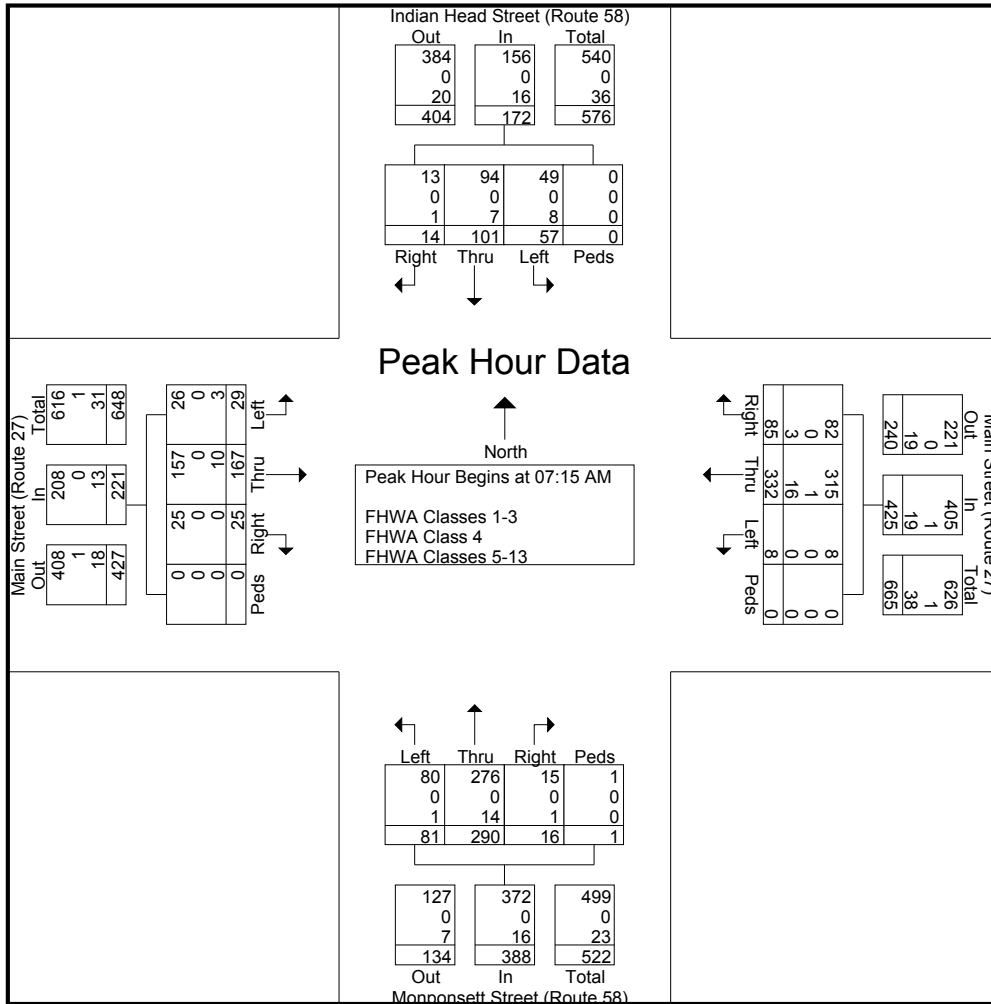 Indian Head Street (Route 58)
Out In Total
384 156 540
0 0 0
20 16 36
404 172 576
13 94 49 0
0 0 0 0
1 7 8 0
14 101 57 0
Right Thru Left Peds
Peak Hour Data
North
Peak Hour Begins at 07:15 AM
FHWA Classes 1-3
FHWA Class 4
FHWA Classes 5-13
Main Street (Route 27)
Out In Total
408 208 616
1 0 1
18 13 31
427 221 648
26 157 25 0
0 0 0 0
3 10 0 0
29 167 25 0
Left Thru Right Peds
Main Street (Route 27)
Out In Total
221 405 626
0 1 1
19 19 38
240 425 665
82 315 8 0
0 1 0 0
3 16 0 0
85 332 8 0
Right Thru Left Peds
Left Thru Right Peds
80 276 15 1
0 0 0 0
1 14 1 0
81 290 16 1
127 372 499
0 0 0
7 16 23
134 388 522
Out In Total
Monponsett Street (Route 58)